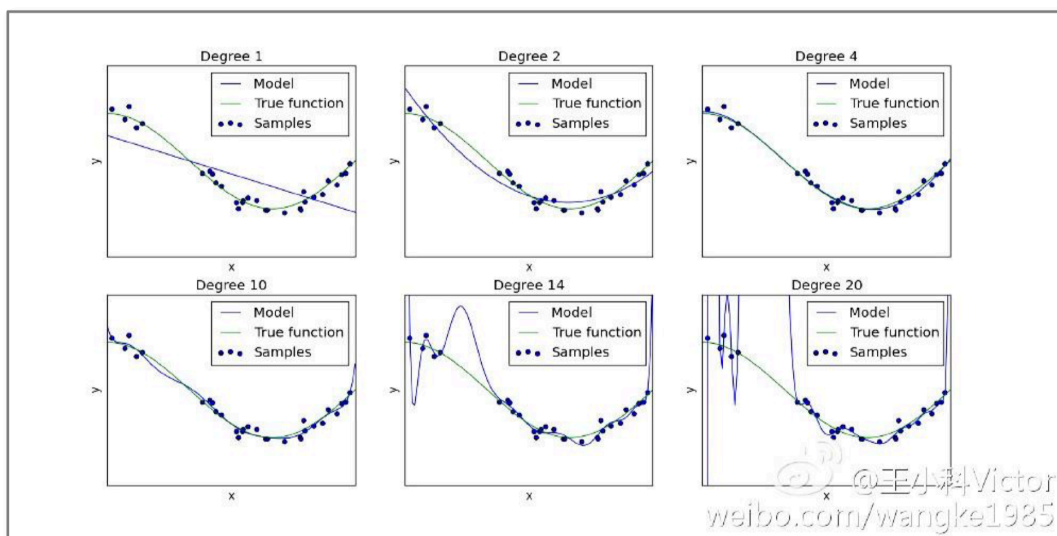 Degree 1
Model
True function
Samples
y
x
Degree 2
Model
True function
Samples
y
x
Degree 4
Model
True function
Samples
y
x
Degree 10
Model
True function
Samples
y
x
Degree 14
Model
True function
Samples
y
x
Degree 20
Model
True function
Samples
y
x
@王小科Victor
weibo.com/wangke1985